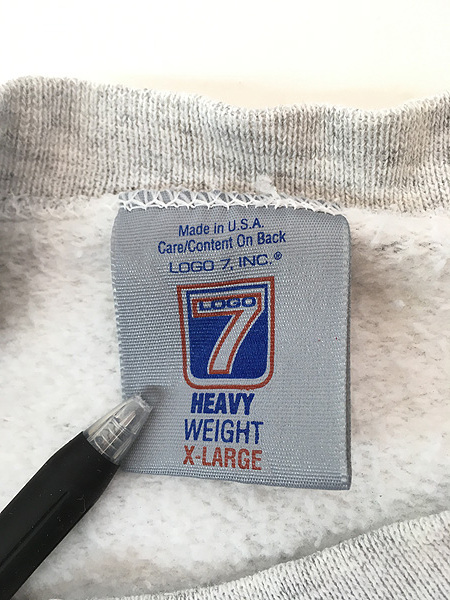 Made in U.S.A.
Care/Content On Back
LOGO 7, INC.®
LOGO
7
HEAVY
WEIGHT
X-LARGE